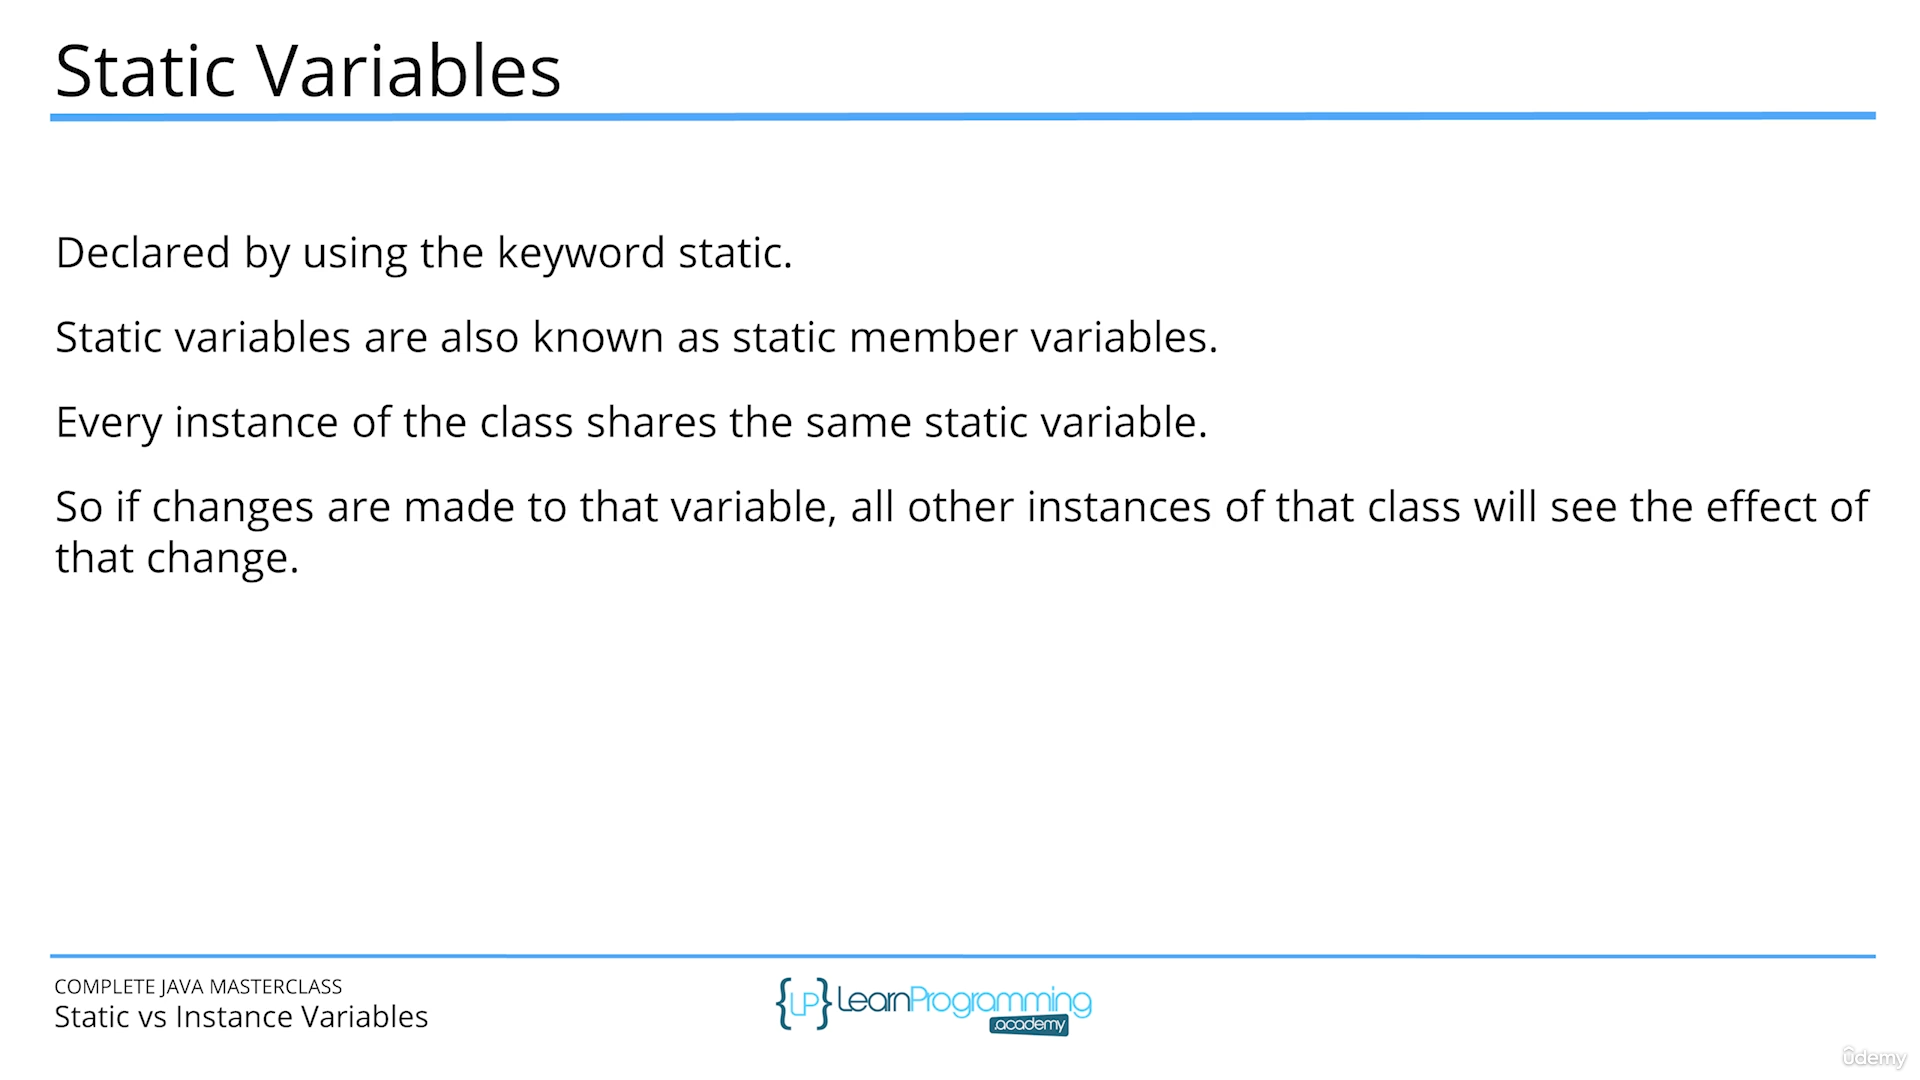 Static Variables
Declared by using the keyword static.
Static variables are also known as static member variables.
Every instance of the class shares the same static variable.
So if changes are made to that variable, all other instances of that class will see the effect of
that change.
COMPLETE JAVA MASTERCLASS
Static vs Instance Variables
{LP} LearnProgramming
.academy
ûdemy